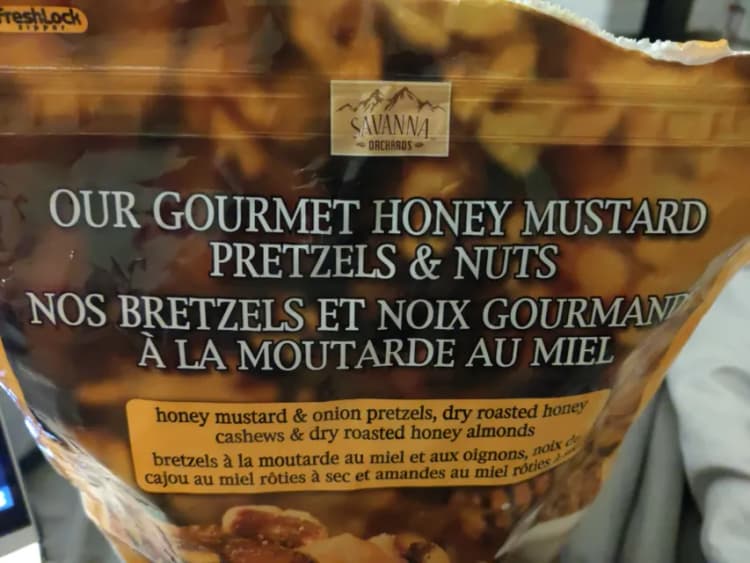 FreshLock
zipper
SAVANNA
ORCHARDS
OUR GOURMET HONEY MUSTARD
PRETZELS & NUTS
NOS BRETZELS ET NOIX
À LA MOUTARDE AU MIEL
honey mustard & onion pretzels, dry roasted honey
cashews & dry roasted honey almonds
bretzels à la moutarde au miel et aux oignons, noix de
cajou au miel rôties à sec et amandes au miel rôties